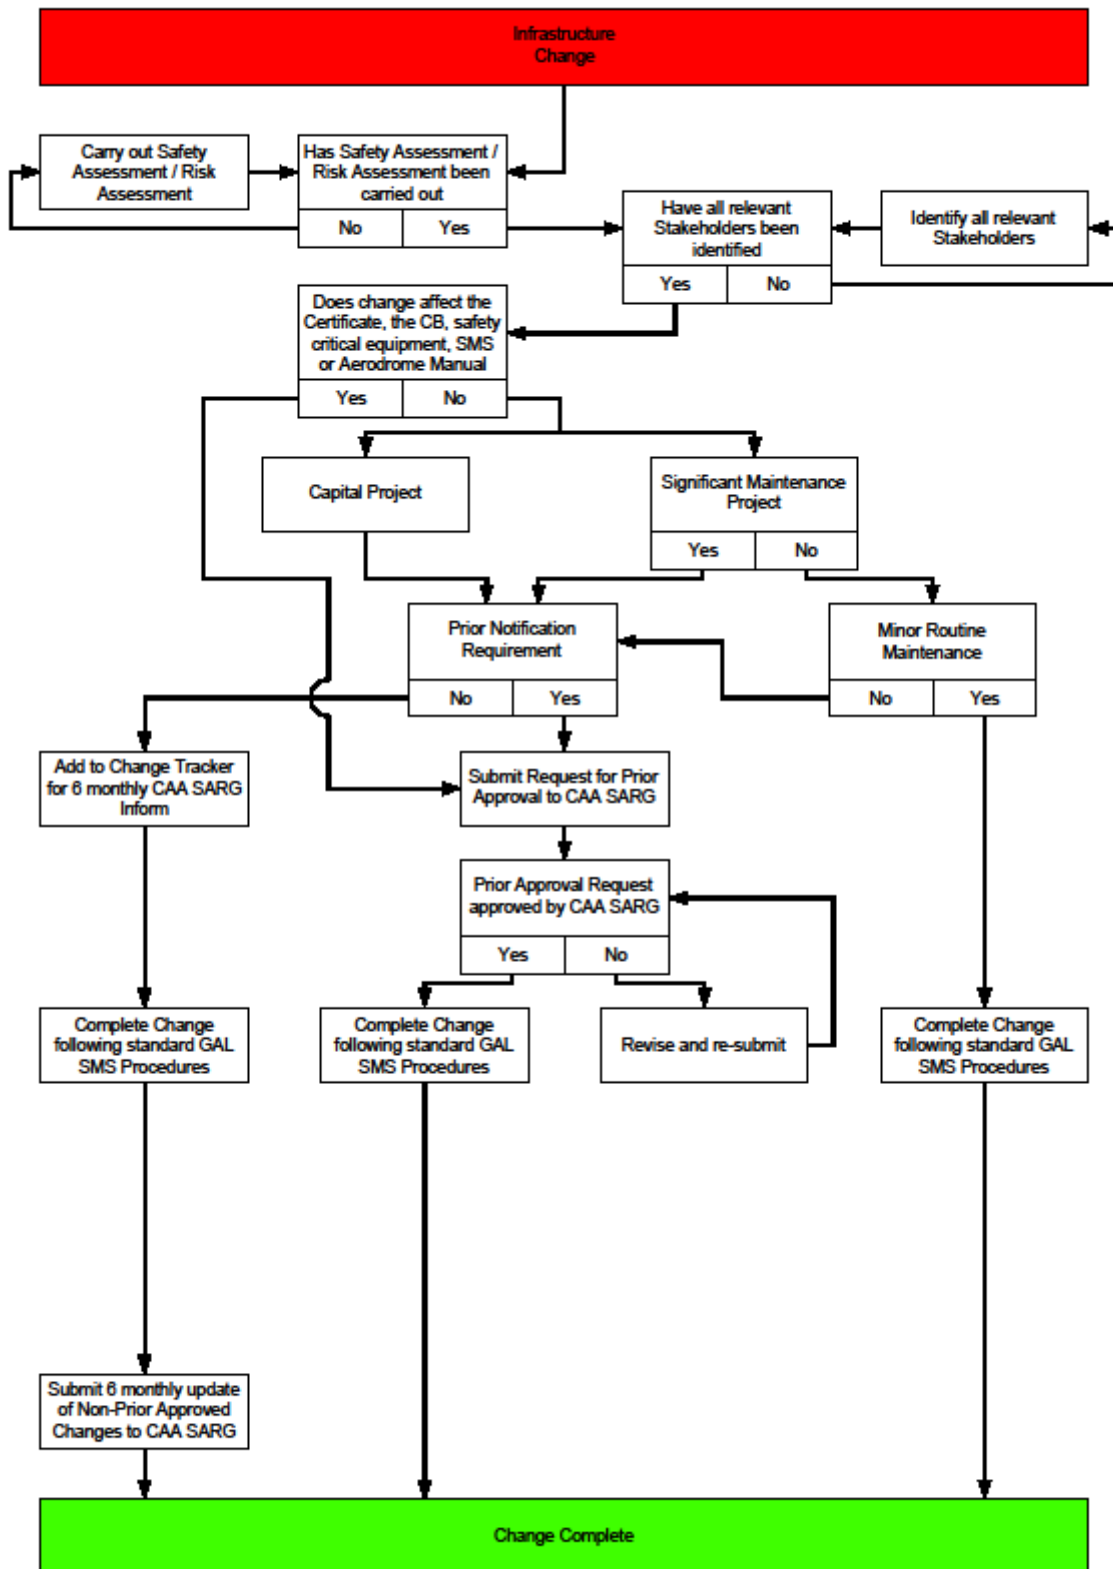 Infrastructure
Change
Carry out Safety
Assessment / Risk
Assessment
Has Safety Assessment /
Risk Assessment been
carried out
No
Yes
Have all relevant
Stakeholders been
identified
Yes
No
Identify all relevant
Stakeholders
Does change affect the
Certificate, the CB, safety
critical equipment, SMS
or Aerodrome Manual
Yes
No
Capital Project
Significant Maintenance
Project
Yes
No
Prior Notification
Requirement
No
Yes
Minor Routine
Maintenance
No
Yes
Add to Change Tracker
for 6 monthly CAA SARG
Inform
Submit Request for Prior
Approval to CAA SARG
Prior Approval Request
approved by CAA SARG
Yes
No
Complete Change
following standard GAL
SMS Procedures
Complete Change
following standard GAL
SMS Procedures
Revise and re-submit
Complete Change
following standard GAL
SMS Procedures
Submit 6 monthly update
of Non-Prior Approved
Changes to CAA SARG
Change Complete